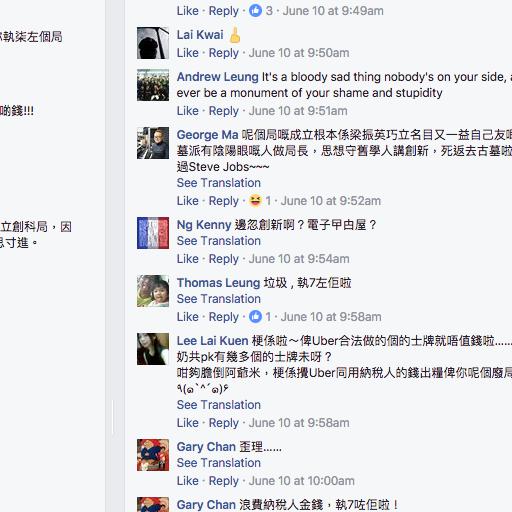 執柒左個局
啲錢!!!
立創科局，因
思寸進。
Like · Reply · 3 · June 10 at 9:49am
Lai Kwai
Like · Reply · June 10 at 9:50am
Andrew Leung It's a bloody sad thing nobody's on your side, a
ever be a monument of your shame and stupidity
Like · Reply · June 10 at 9:51am
George Ma 呢個局嘅成立根本係梁振英巧立名目又一益自己友嘅
墓派有陰陽眼嘅人做局長，思想守舊學人講創新，死返去古墓啦
過Steve Jobs~~~
See Translation
Like · Reply · 1 · June 10 at 9:52am
Ng Kenny 邊忽創新啊？電子曱甴屋？
See Translation
Like · Reply · June 10 at 9:54am
Thomas Leung 垃圾 , 執7左佢啦
See Translation
Like · Reply · 1 · June 10 at 9:58am
Lee Lai Kuen 梗係啦～俾Uber合法做的個的士牌就唔值錢啦......
奶共pk有幾多個的士牌未呀？
咁夠膽倒阿爺米，梗係攪Uber同用納稅人的錢出糧俾你呢個廢局
٩(๑`^´๑)۶
See Translation
Like · Reply · June 10 at 9:58am
Gary Chan 歪理......
See Translation
Like · Reply · June 10 at 10:00am
Gary Chan 浪費納稅人金錢，執7咗佢啦！